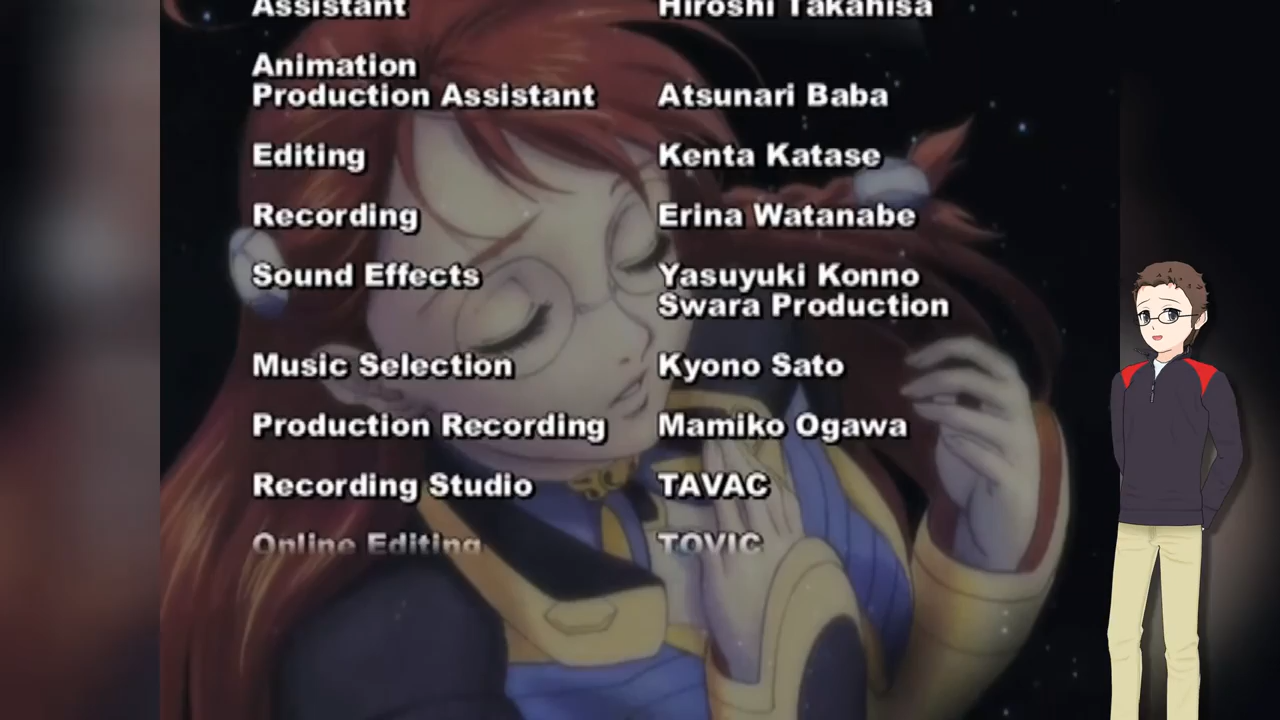 Assistant Hiroshi Takahisa
Animation
Production Assistant Atsunari Baba
Editing Kenta Katase
Recording Erina Watanabe
Sound Effects Yasuyuki Konno
Swara Production
Music Selection Kyono Sato
Production Recording Mamiko Ogawa
Recording Studio TAVAC
Online Editing TOVIC